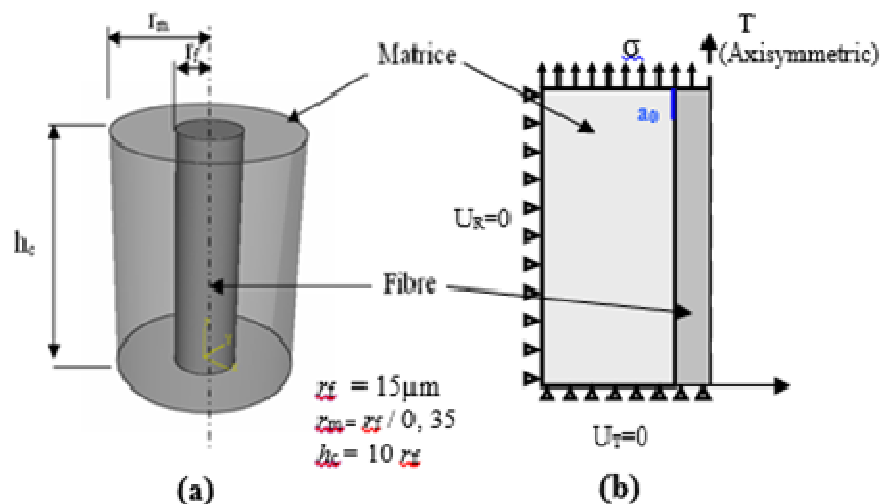 rm
rf
Matrice
hc
Fibre
rf = 15µm
rm= rf / 0, 35
hc = 10 rf
(a)
σ
T
(Axisymmetric)
a0
UR=0
UT=0
(b)